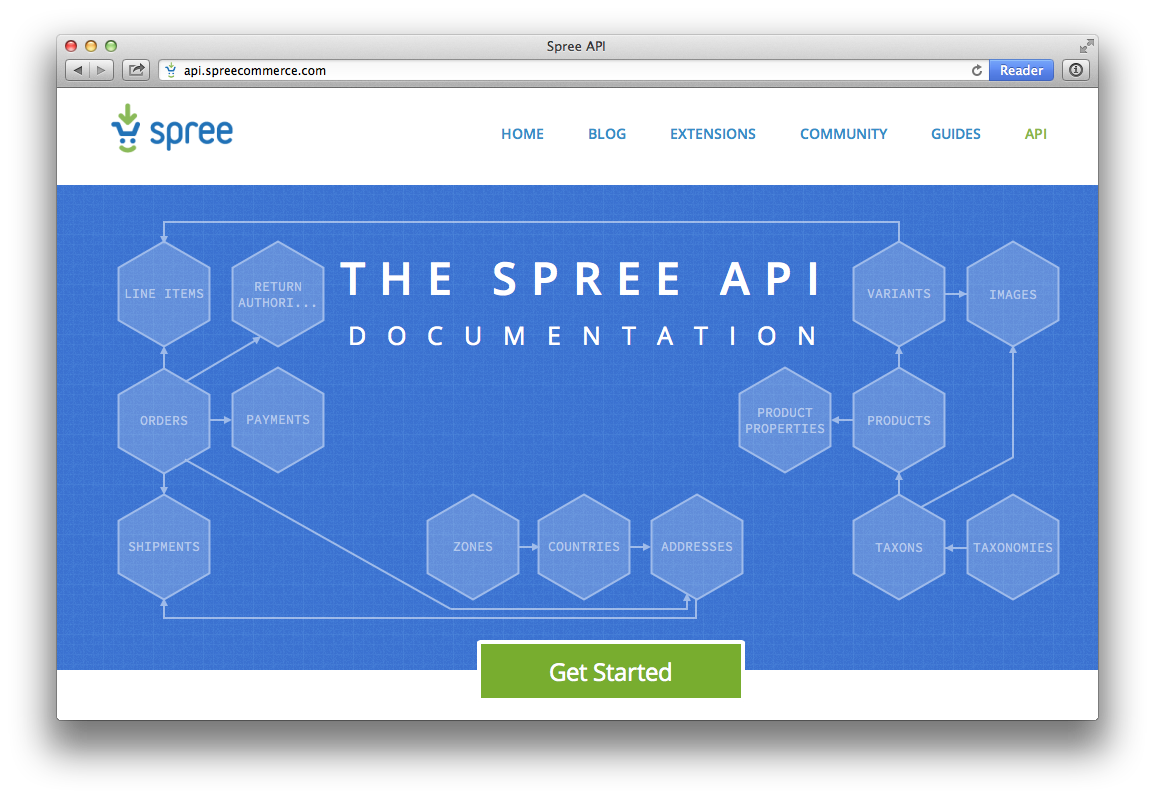 Spree API
api.spreecommerce.com
Reader
spree
HOME
BLOG
EXTENSIONS
COMMUNITY
GUIDES
API
THE SPREE API
DOCUMENTATION
LINE ITEMS
RETURN
AUTHORI...
VARIANTS
IMAGES
ORDERS
PAYMENTS
PRODUCT
PROPERTIES
PRODUCTS
SHIPMENTS
ZONES
COUNTRIES
ADDRESSES
TAXONS
TAXONOMIES
Get Started